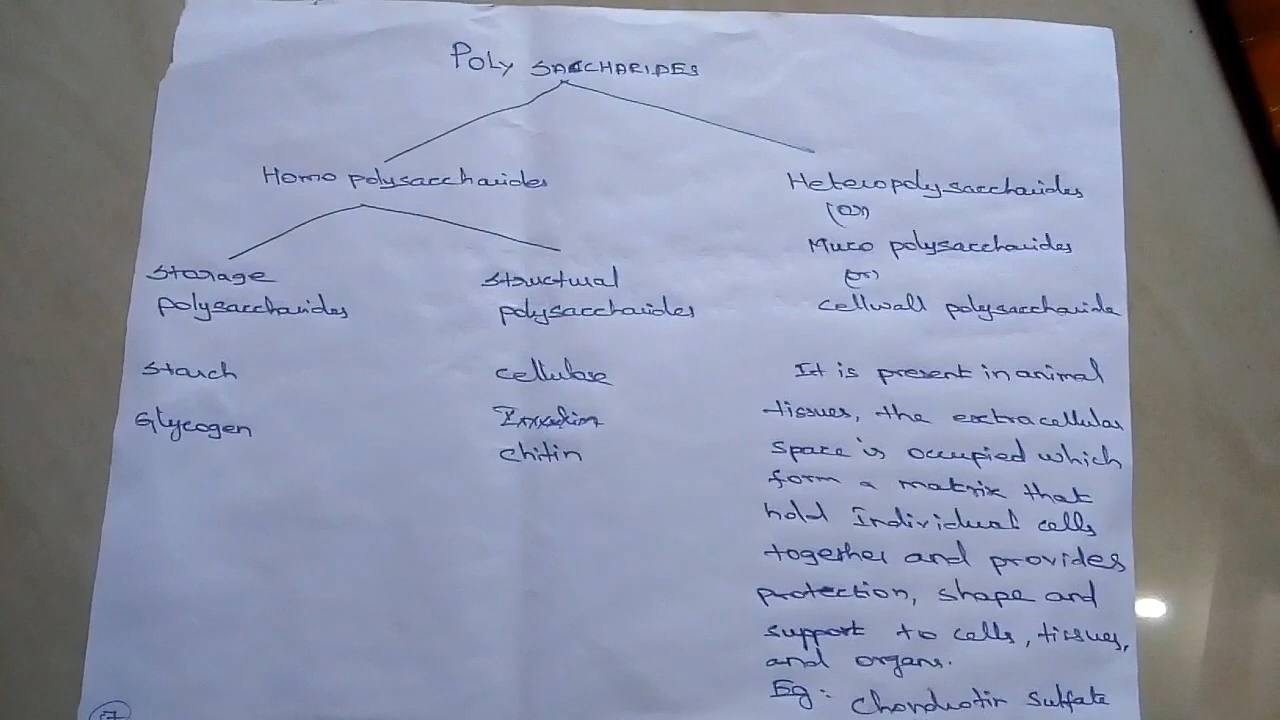 Poly SACCHARIDES
Homo polysaccharides
Heteropolysaccharides
(or)
Muco polysaccharides
(or)
cellwall polysaccharide
Storage
polysaccharides
Structural
polysaccharides
Starch
Glycogen
cellulose
chitin
It is present in animal
tissues, the extracellular
space is occupied which
form a matrix that
hold Individual cells
together and provides
protection, shape and
support to cells, tissues,
and organs.
Eg: Chondrotin sulfate
7